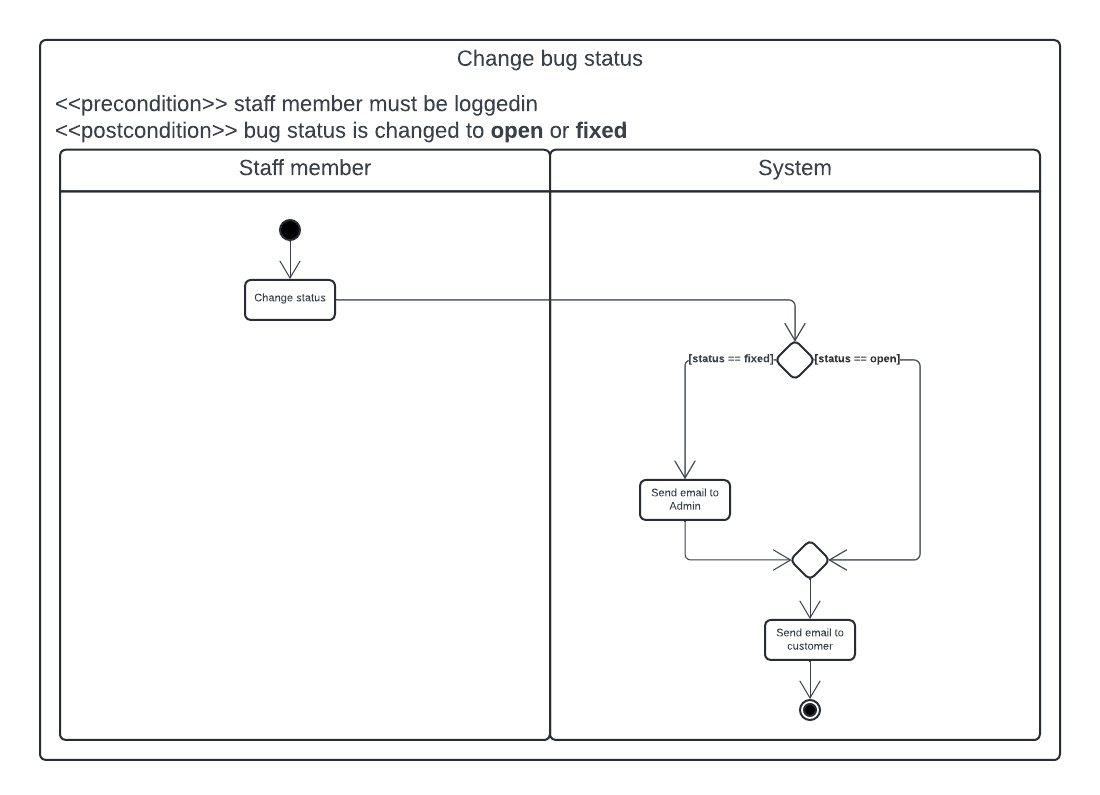 Change bug status
<<precondition>> staff member must be loggedin
<<postcondition>> bug status is changed to open or fixed
Staff member
System
Change status
[status == fixed]
[status == open]
Send email to
Admin
Send email to
customer